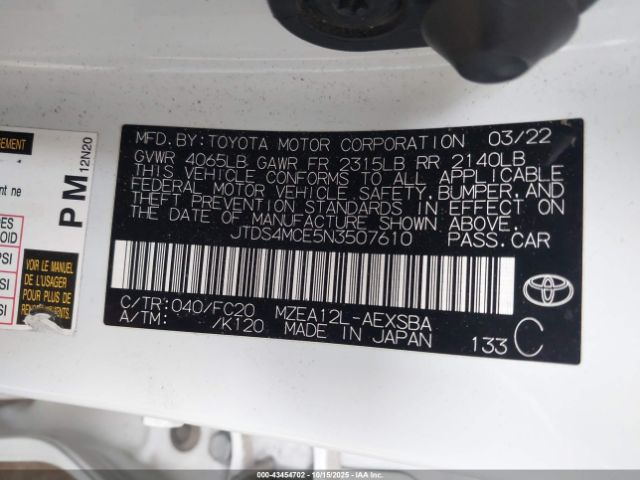 MFD. BY: TOYOTA MOTOR CORPORATION 03/22
GVWR 4065LB GAWR FR 2315LB RR 2140LB
THIS VEHICLE CONFORMS TO ALL APPLICABLE
FEDERAL MOTOR VEHICLE SAFETY, BUMPER, AND
THEFT PREVENTION STANDARDS IN EFFECT ON
THE DATE OF MANUFACTURE SHOWN ABOVE.
JTDS4MCE5N3507610 PASS.CAR
C/TR: 040/FC20 MZEA12L-AEXSBA
A/TM: /K120 MADE IN JAPAN 133 C
PM 12N20
VOIR LE MANUEL
DE L'USAGER
POUR PLUS DE
RENSEIGNEMENTS
© 000-43454702 - 10/15/2025 - IAA Holdings, LLC